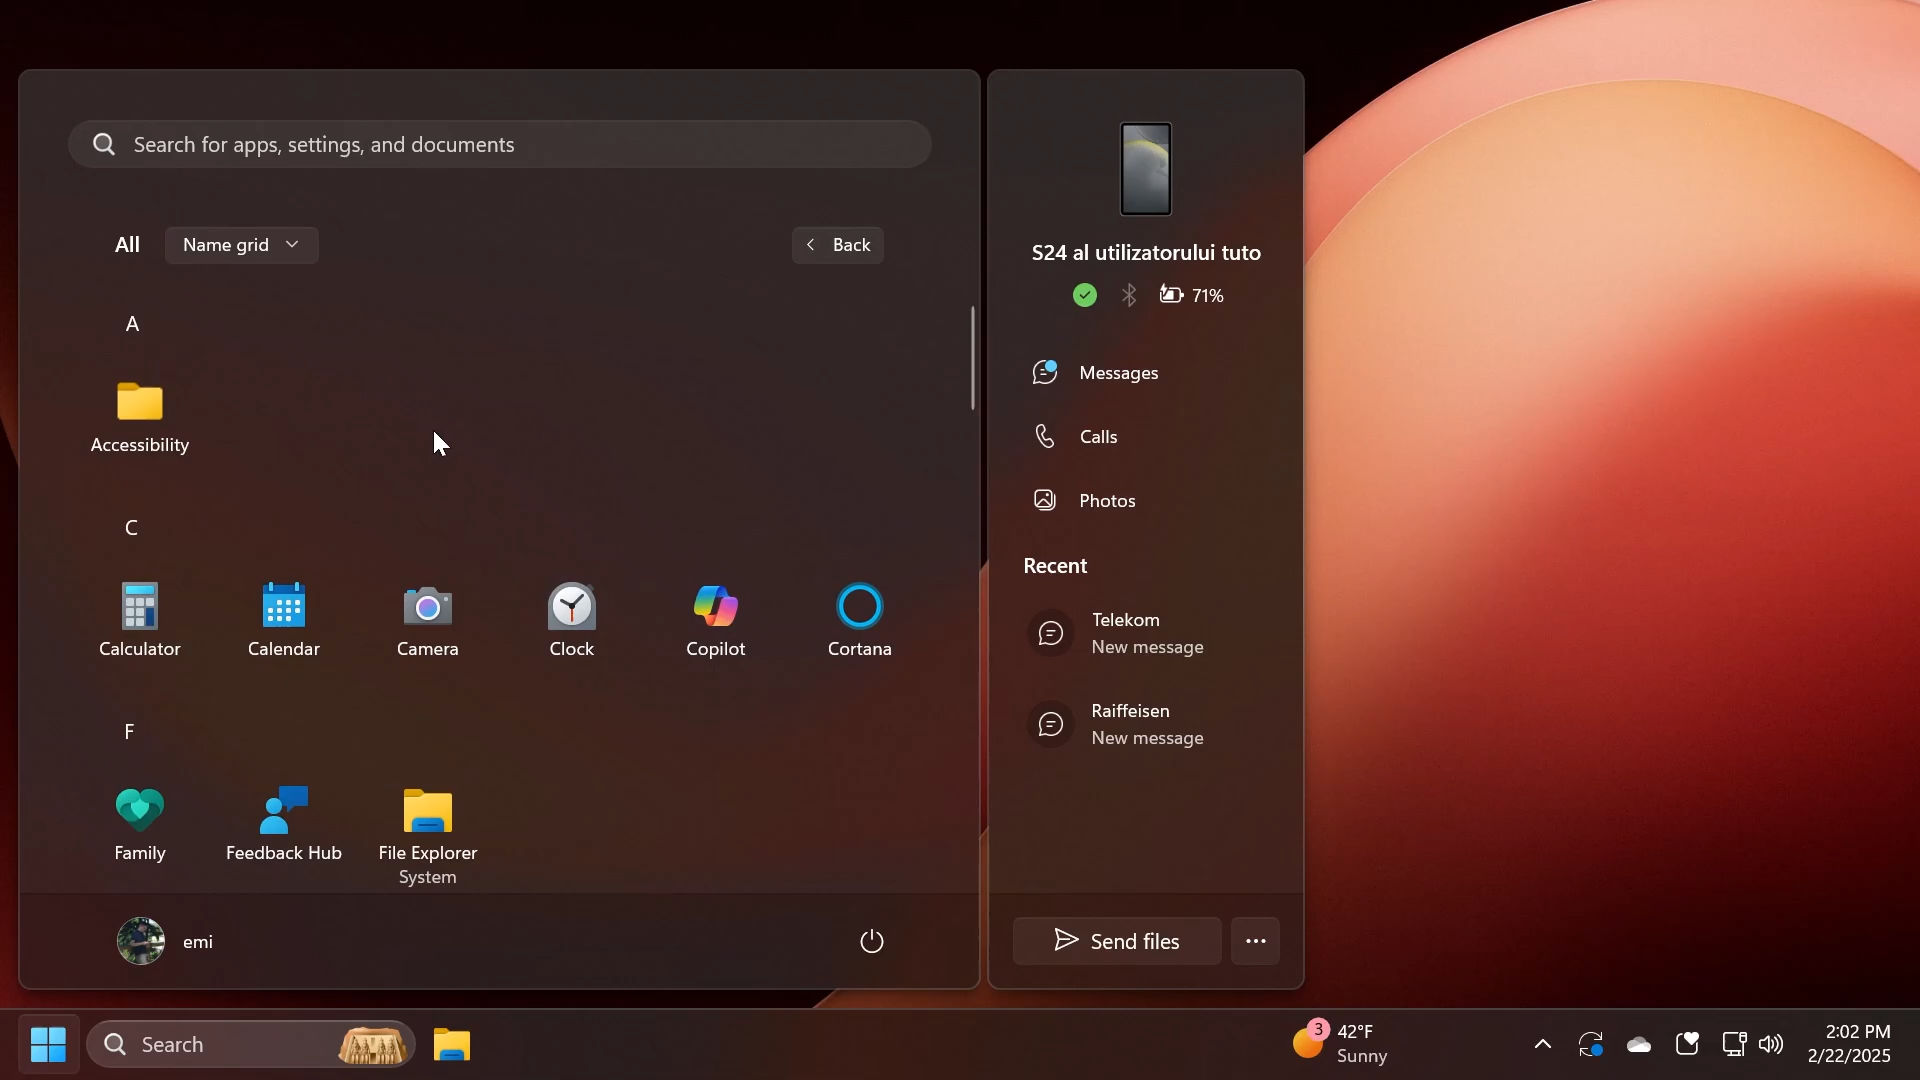 Search for apps, settings, and documents
All
Name grid
Back
A
Accessibility
C
Calculator
Calendar
Camera
Clock
Copilot
Cortana
F
Family
Feedback Hub
File Explorer
System
emi
S24 al utilizatorului tuto
71%
Messages
Calls
Photos
Recent
Telekom
New message
Raiffeisen
New message
Send files
Search
3
42°F
Sunny
2:02 PM
2/22/2025